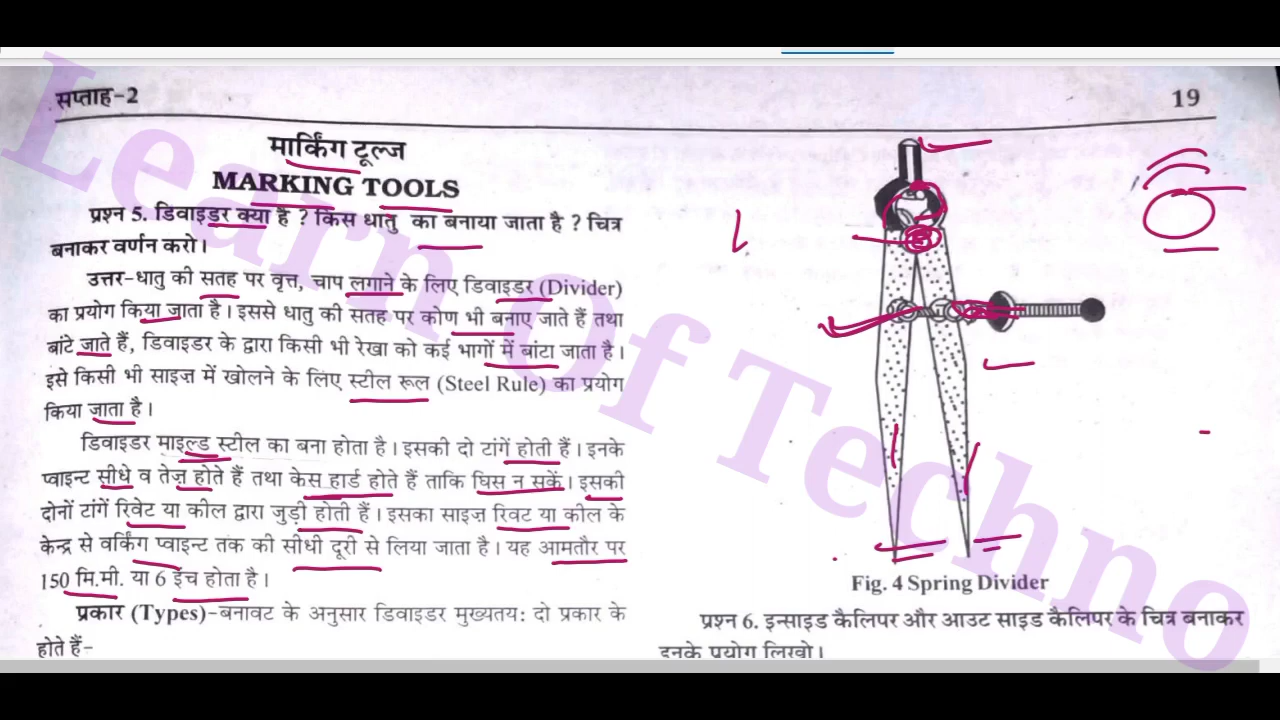 सप्ताह-2
19
मार्किंग टूल्ज
MARKING TOOLS
प्रश्न 5. डिवाइडर क्या है ? किस धातु का बनाया जाता है ? चित्र
बनाकर वर्णन करो।
उत्तर-धातु की सतह पर वृत्त, चाप लगाने के लिए डिवाइडर (Divider)
का प्रयोग किया जाता है। इससे धातु की सतह पर कोण भी बनाए जाते हैं तथा
बांटे जाते हैं, डिवाइडर के द्वारा किसी भी रेखा को कई भागों में बांटा जाता है।
इसे किसी भी साइज़ में खोलने के लिए स्टील रूल (Steel Rule) का प्रयोग
किया जाता है।
डिवाइडर माइल्ड स्टील का बना होता है। इसकी दो टांगें होती हैं। इनके
प्वाइन्ट सीधे व तेज़ होते हैं तथा केस हार्ड होते हैं ताकि घिस न सकें। इसकी
दोनों टांगें रिवेट या कील द्वारा जुड़ी होती हैं। इसका साइज़ रिवट या कील के
केन्द्र से वर्किंग प्वाइन्ट तक की सीधी दूरी से लिया जाता है। यह आमतौर पर
150 मि.मी. या 6 इंच होता है।
प्रकार (Types)-बनावट के अनुसार डिवाइडर मुख्यतः दो प्रकार के
होते हैं-
Fig. 4 Spring Divider
प्रश्न 6. इन्साइड कैलिपर और आउट साइड कैलिपर के चित्र बनाकर
इनके प्रयोग लिखो।
Learn Of Techno